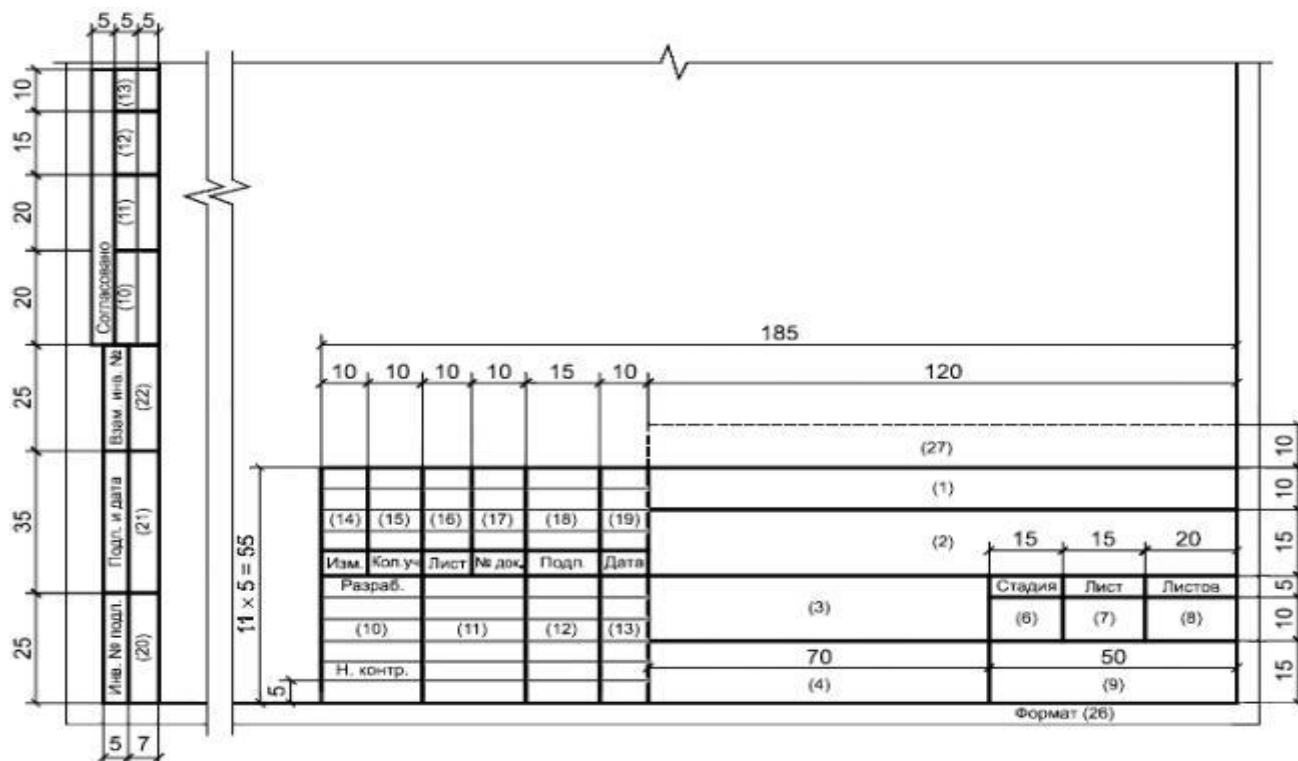 5 5 5
10
(13)
15
(12)
20
(11)
20
Согласовано
(10)
25
Взам. инв. №
(22)
35
Подп. и дата
(21)
25
Инв. № подл.
(20)
5 7
185
10 10 10 10 15 10 120
(27) 10
(1) 10
(14) (15) (16) (17) (18) (19)
(2) 15 15 20 15
Изм. Кол.уч Лист № док. Подп. Дата
11 × 5 = 55
Разраб.
Стадия Лист Листов 5
(3)
(6) (7) (8) 10
(10) (11) (12) (13)
Н. контр.
70 50
5
(4) (9) 15
Формат (26)